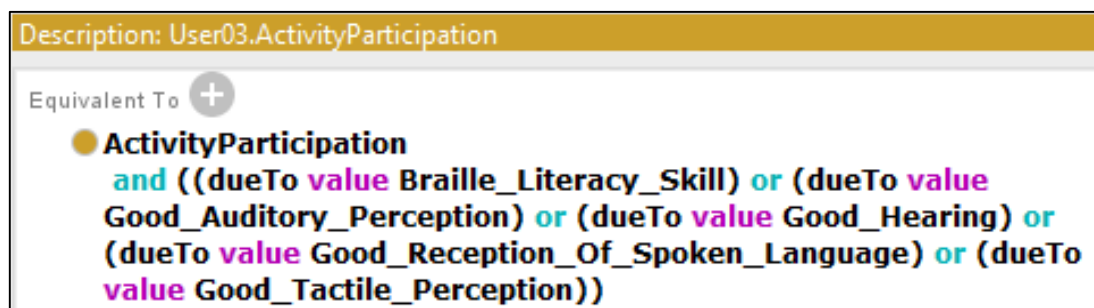 Description: User03.ActivityParticipation
Equivalent To +
ActivityParticipation
and ((dueTo value Braille_Literacy_Skill) or (dueTo value
Good_Auditory_Perception) or (dueTo value Good_Hearing) or
(dueTo value Good_Reception_Of_Spoken_Language) or (dueTo
value Good_Tactile_Perception))